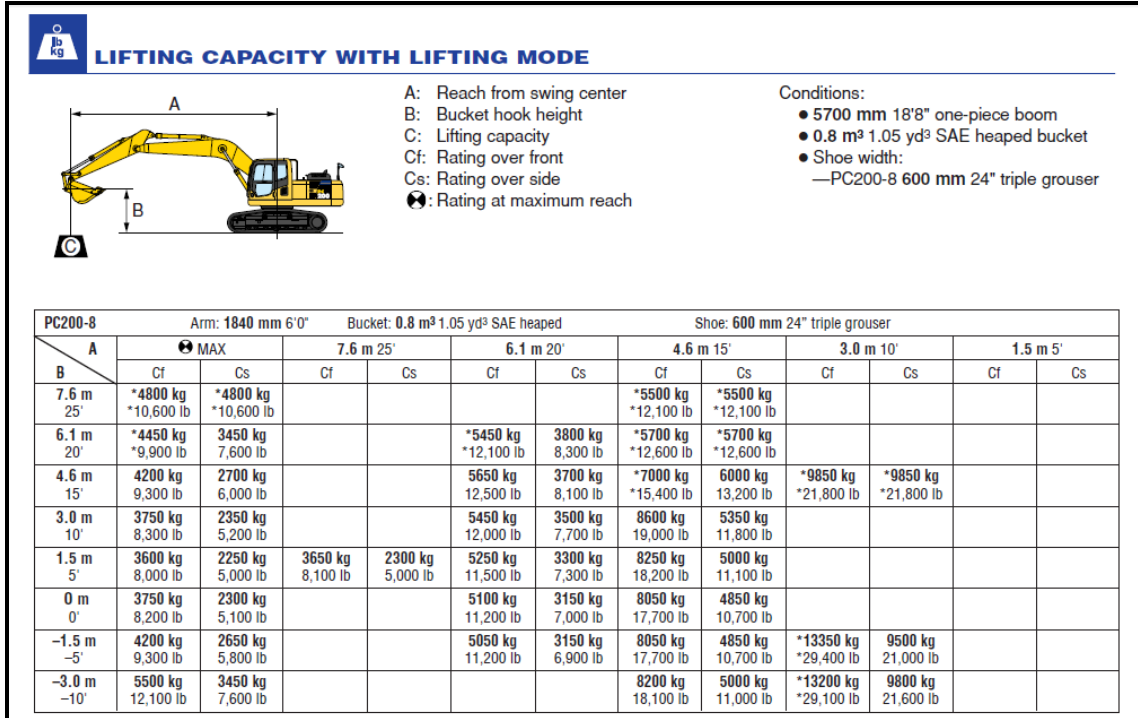 lb
kg
LIFTING CAPACITY WITH LIFTING MODE
A
B
C
A: Reach from swing center
B: Bucket hook height
C: Lifting capacity
Cf: Rating over front
Cs: Rating over side
: Rating at maximum reach
Conditions:
● 5700 mm 18'8" one-piece boom
● 0.8 m³ 1.05 yd³ SAE heaped bucket
● Shoe width:
—PC200-8 600 mm 24" triple grouser
PC200-8 Arm: 1840 mm 6'0" Bucket: 0.8 m³ 1.05 yd³ SAE heaped Shoe: 600 mm 24" triple grouser
A MAX 7.6 m 25' 6.1 m 20' 4.6 m 15' 3.0 m 10' 1.5 m 5'
B Cf Cs Cf Cs Cf Cs Cf Cs Cf Cs Cf Cs
7.6 m *4800 kg *4800 kg *5500 kg *5500 kg
25' *10,600 lb *10,600 lb *12,100 lb *12,100 lb
6.1 m *4450 kg 3450 kg *5450 kg 3800 kg *5700 kg *5700 kg
20' *9,900 lb 7,600 lb *12,100 lb 8,300 lb *12,600 lb *12,600 lb
4.6 m 4200 kg 2700 kg 5650 kg 3700 kg *7000 kg 6000 kg *9850 kg *9850 kg
15' 9,300 lb 6,000 lb 12,500 lb 8,100 lb *15,400 lb 13,200 lb *21,800 lb *21,800 lb
3.0 m 3750 kg 2350 kg 5450 kg 3500 kg 8600 kg 5350 kg
10' 8,300 lb 5,200 lb 12,000 lb 7,700 lb 19,000 lb 11,800 lb
1.5 m 3600 kg 2250 kg 3650 kg 2300 kg 5250 kg 3300 kg 8250 kg 5000 kg
5' 8,000 lb 5,000 lb 8,100 lb 5,000 lb 11,500 lb 7,300 lb 18,200 lb 11,100 lb
0 m 3750 kg 2300 kg 5100 kg 3150 kg 8050 kg 4850 kg
0' 8,200 lb 5,100 lb 11,200 lb 7,000 lb 17,700 lb 10,700 lb
–1.5 m 4200 kg 2650 kg 5050 kg 3150 kg 8050 kg 4850 kg *13350 kg 9500 kg
–5' 9,300 lb 5,800 lb 11,200 lb 6,900 lb 17,700 lb 10,700 lb *29,400 lb 21,000 lb
–3.0 m 5500 kg 3450 kg 8200 kg 5000 kg *13200 kg 9800 kg
–10' 12,100 lb 7,600 lb 18,100 lb 11,000 lb *29,100 lb 21,600 lb